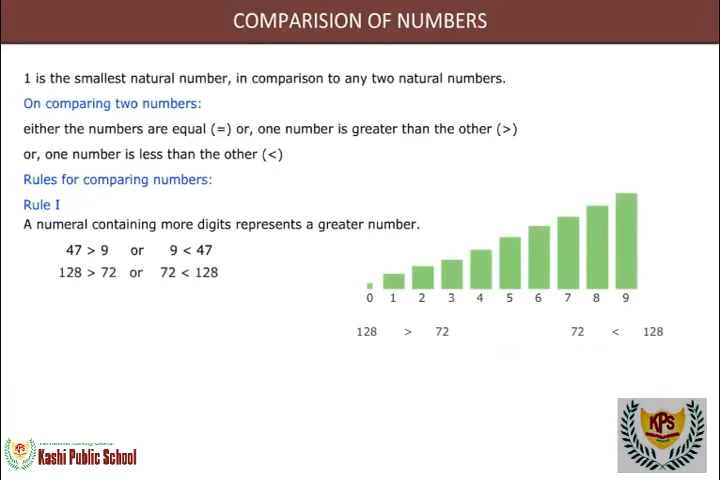 COMPARISION OF NUMBERS
1 is the smallest natural number, in comparison to any two natural numbers.
On comparing two numbers:
either the numbers are equal (=) or, one number is greater than the other (>)
or, one number is less than the other (<)
Rules for comparing numbers:
Rule I
A numeral containing more digits represents a greater number.
47 > 9 or 9 < 47
128 > 72 or 72 < 128
0 1 2 3 4 5 6 7 8 9
128 > 72 72 < 128
KPS
Kashi Public School